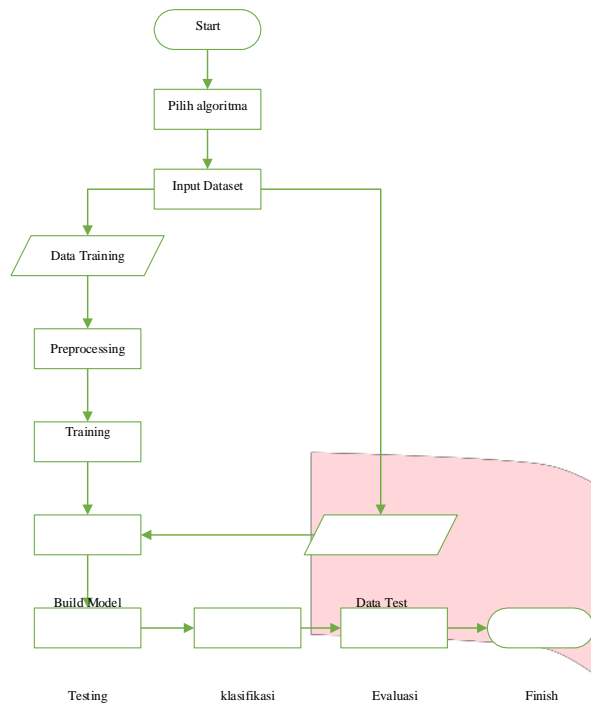 Start
Pilih algoritma
Input Dataset
Data Training
Preprocessing
Training
Build Model
Data Test
Testing
klasifikasi
Evaluasi
Finish